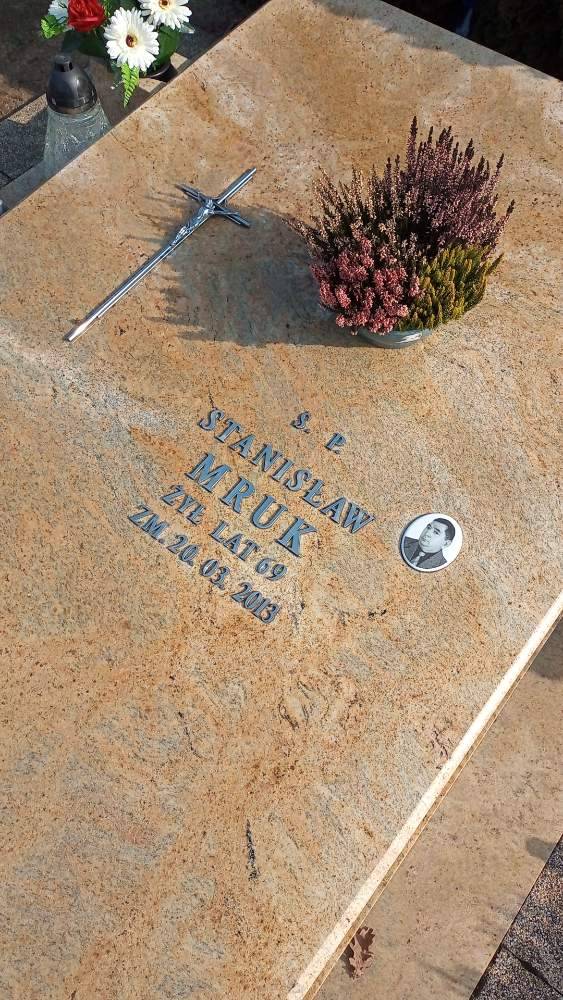 Ś. P.
STANISŁAW
MRUK
ŻYŁ LAT 69
ZM. 20. 03. 2013